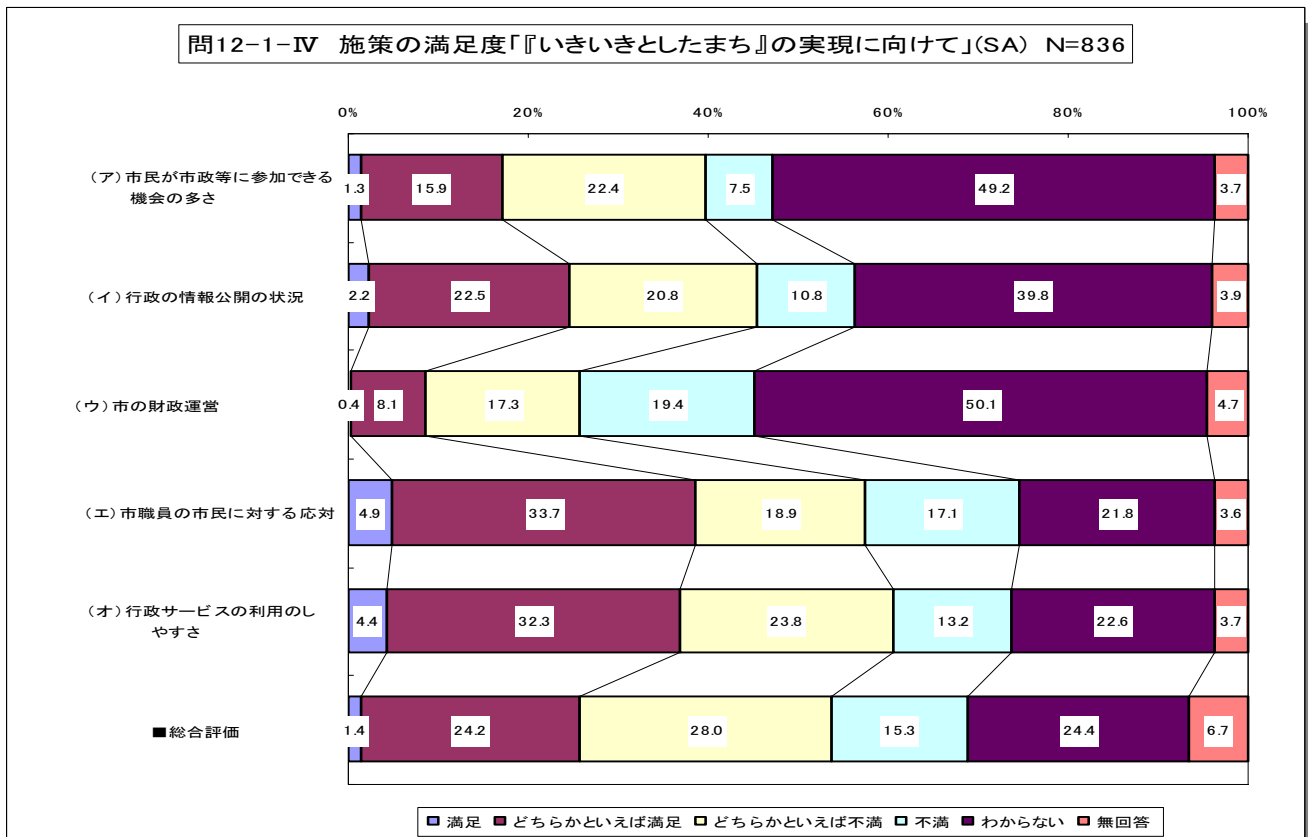 問12-1-Ⅳ 施策の満足度「『いきいきとしたまち』の実現に向けて」(SA) N=836
0% 20% 40% 60% 80% 100%
(ア)市民が市政等に参加できる
機会の多さ
1.3 15.9 22.4 7.5 49.2 3.7
(イ)行政の情報公開の状況
2.2 22.5 20.8 10.8 39.8 3.9
(ウ)市の財政運営
0.4 8.1 17.3 19.4 50.1 4.7
(エ)市職員の市民に対する応対
4.9 33.7 18.9 17.1 21.8 3.6
(オ)行政サービスの利用のし
やすさ
4.4 32.3 23.8 13.2 22.6 3.7
■総合評価
1.4 24.2 28.0 15.3 24.4 6.7
満足 どちらかといえば満足 どちらかといえば不満 不満 わからない 無回答